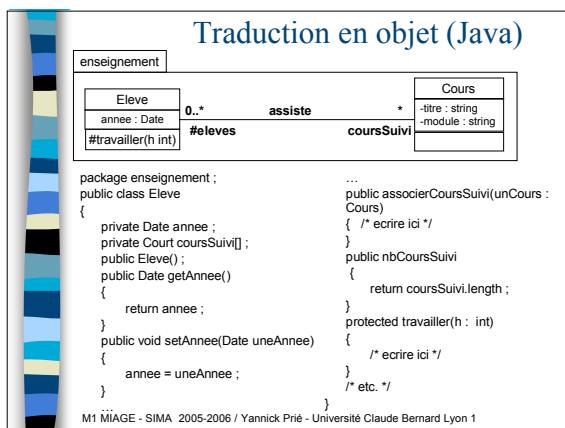 Traduction en objet (Java)
enseignement
Eleve
annee : Date
#travailler(h int)
0..*
assiste
*
#eleves
coursSuivi
Cours
-titre : string
-module : string
package enseignement ;
public class Eleve
{
private Date annee ;
private Court coursSuivi[] ;
public Eleve() ;
public Date getAnnee()
{
return annee ;
}
public void setAnnee(Date uneAnnee)
{
annee = uneAnnee ;
}
…
…
public associerCoursSuivi(unCours :
Cours)
{ /* ecrire ici */
}
public nbCoursSuivi
{
return coursSuivi.length ;
}
protected travailler(h : int)
{
/* ecrire ici */
}
/* etc. */
}
M1 MIAGE - SIMA 2005-2006 / Yannick Prié - Université Claude Bernard Lyon 1